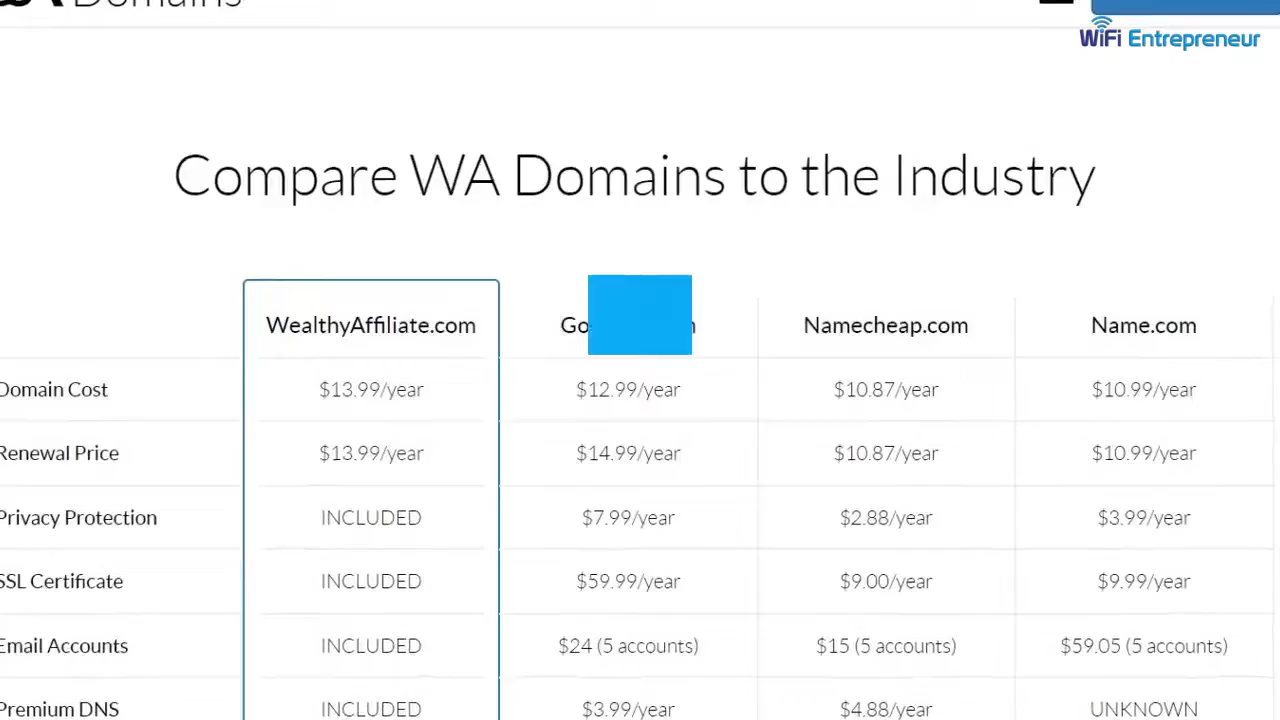 Domains
WiFi Entrepreneur
Compare WA Domains to the Industry
WealthyAffiliate.com Namecheap.com Name.com
Domain Cost $13.99/year $12.99/year $10.87/year $10.99/year
Renewal Price $13.99/year $14.99/year $10.87/year $10.99/year
Privacy Protection INCLUDED $7.99/year $2.88/year $3.99/year
SSL Certificate INCLUDED $59.99/year $9.00/year $9.99/year
Email Accounts INCLUDED $24 (5 accounts) $15 (5 accounts) $59.05 (5 accounts)
Premium DNS INCLUDED $3.99/year $4.88/year UNKNOWN